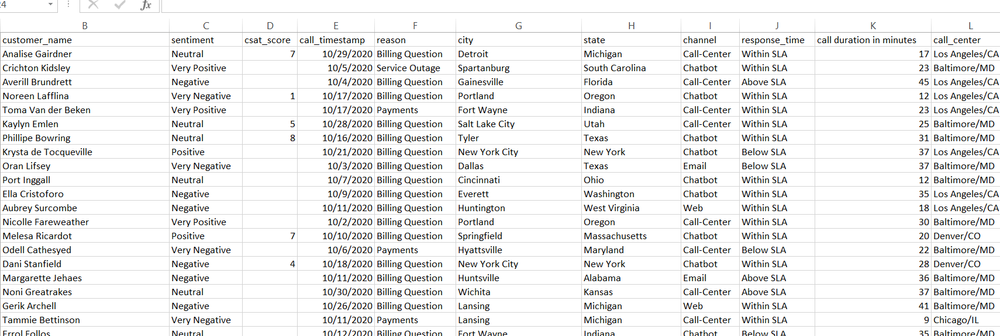 24 fx
B C D E F G H I J K L
customer_name sentiment csat_score call_timestamp reason city state channel response_time call duration in minutes call_center
Analise Gairdner Neutral 7 10/29/2020 Billing Question Detroit Michigan Call-Center Within SLA 17 Los Angeles/CA
Crichton Kidsley Very Positive 10/5/2020 Service Outage Spartanburg South Carolina Chatbot Within SLA 23 Baltimore/MD
Averill Brundrett Negative 10/4/2020 Billing Question Gainesville Florida Call-Center Above SLA 45 Los Angeles/CA
Noreen Lafflina Very Negative 1 10/17/2020 Billing Question Portland Oregon Chatbot Within SLA 12 Los Angeles/CA
Toma Van der Beken Very Positive 10/17/2020 Payments Fort Wayne Indiana Call-Center Within SLA 23 Los Angeles/CA
Kaylyn Emlen Neutral 5 10/28/2020 Billing Question Salt Lake City Utah Call-Center Within SLA 25 Baltimore/MD
Phillipe Bowring Neutral 8 10/16/2020 Billing Question Tyler Texas Chatbot Within SLA 31 Baltimore/MD
Krysta de Tocqueville Positive 10/21/2020 Billing Question New York City New York Chatbot Below SLA 37 Los Angeles/CA
Oran Lifsey Very Negative 10/3/2020 Billing Question Dallas Texas Email Below SLA 37 Baltimore/MD
Port Inggall Neutral 10/7/2020 Billing Question Cincinnati Ohio Chatbot Within SLA 12 Baltimore/MD
Ella Cristoforo Negative 10/9/2020 Billing Question Everett Washington Chatbot Within SLA 35 Los Angeles/CA
Aubrey Surcombe Negative 10/11/2020 Billing Question Huntington West Virginia Web Within SLA 18 Los Angeles/CA
Nicolle Fareweather Very Positive 10/2/2020 Billing Question Portland Oregon Call-Center Within SLA 30 Baltimore/MD
Melesa Ricardot Positive 7 10/10/2020 Billing Question Springfield Massachusetts Chatbot Within SLA 20 Denver/CO
Odell Cathesyed Very Negative 10/6/2020 Payments Hyattsville Maryland Call-Center Below SLA 22 Baltimore/MD
Dani Stanfield Negative 4 10/18/2020 Billing Question New York City New York Chatbot Within SLA 28 Denver/CO
Margarette Jehaes Negative 10/11/2020 Billing Question Huntsville Alabama Email Above SLA 36 Baltimore/MD
Noni Greatrakes Neutral 10/30/2020 Billing Question Wichita Kansas Call-Center Above SLA 37 Baltimore/MD
Gerik Archell Negative 10/26/2020 Billing Question Lansing Michigan Web Within SLA 41 Baltimore/MD
Tammie Bettinson Very Negative 10/11/2020 Payments Lansing Michigan Call-Center Within SLA 9 Chicago/IL
Errol Follos Neutral 10/12/2020 Billing Question Fort Wayne Indiana Chatbot Below SLA 35 Baltimore/MD